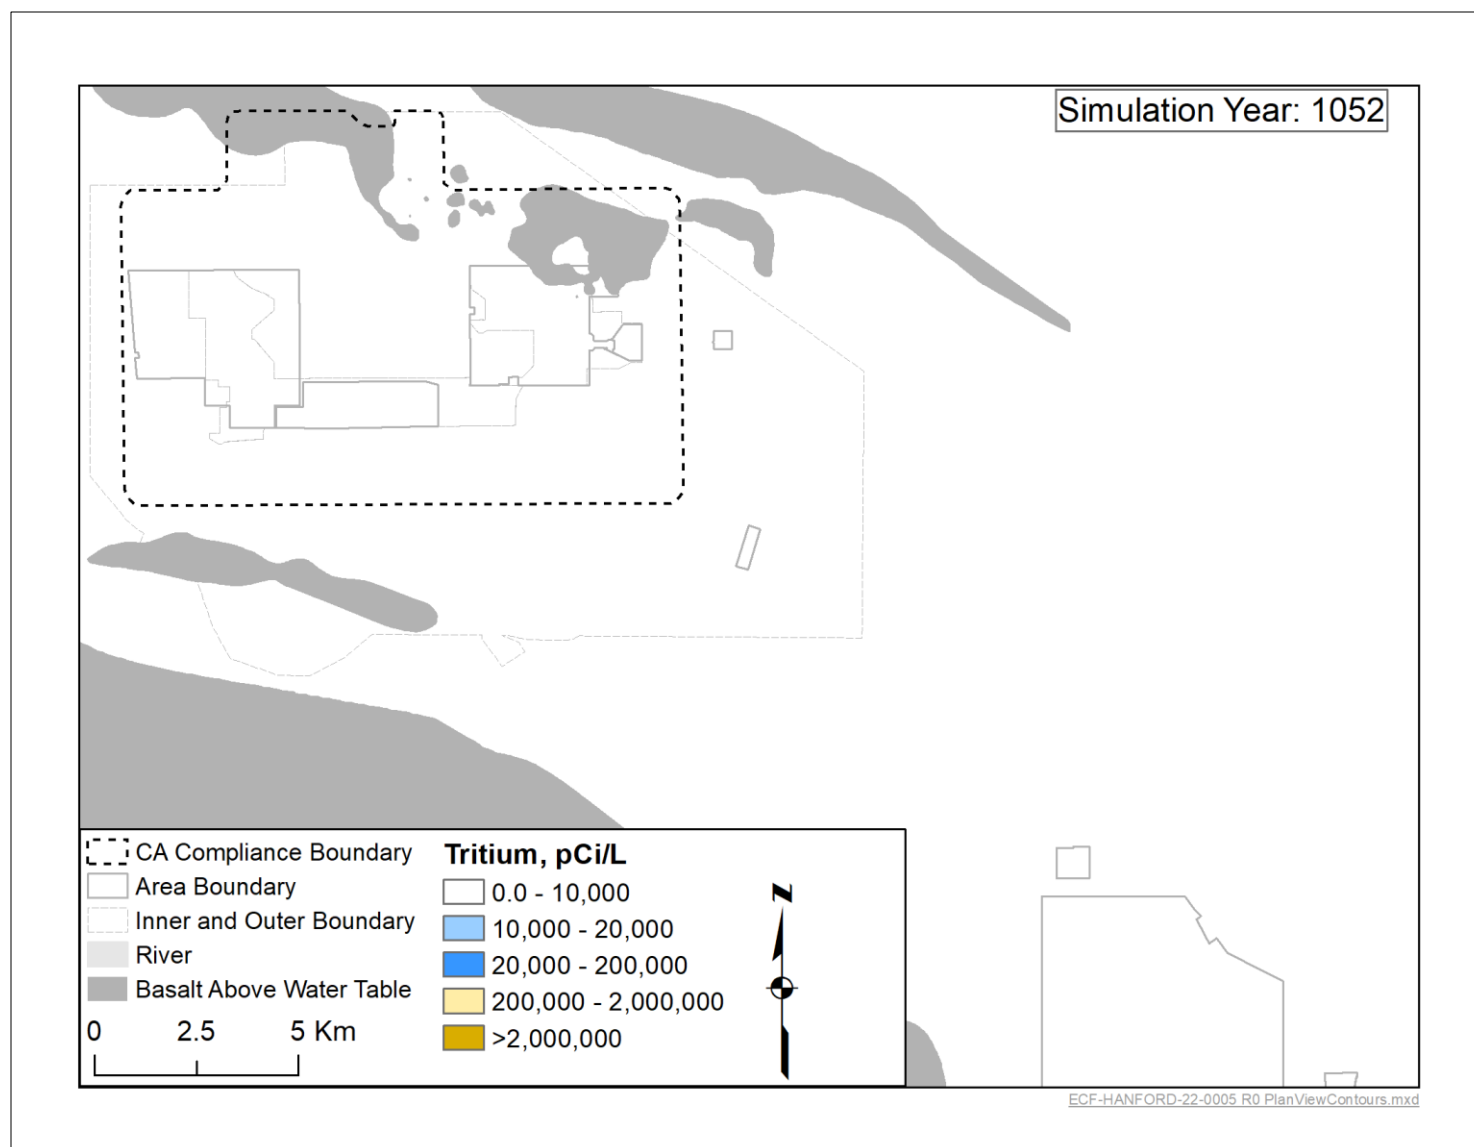 Simulation Year: 1052
CA Compliance Boundary
Area Boundary
Inner and Outer Boundary
River
Basalt Above Water Table
0 2.5 5 Km
Tritium, pCi/L
0.0 - 10,000
10,000 - 20,000
20,000 - 200,000
200,000 - 2,000,000
>2,000,000
N
ECF-HANFORD-22-0005 R0 PlanViewContours.mxd